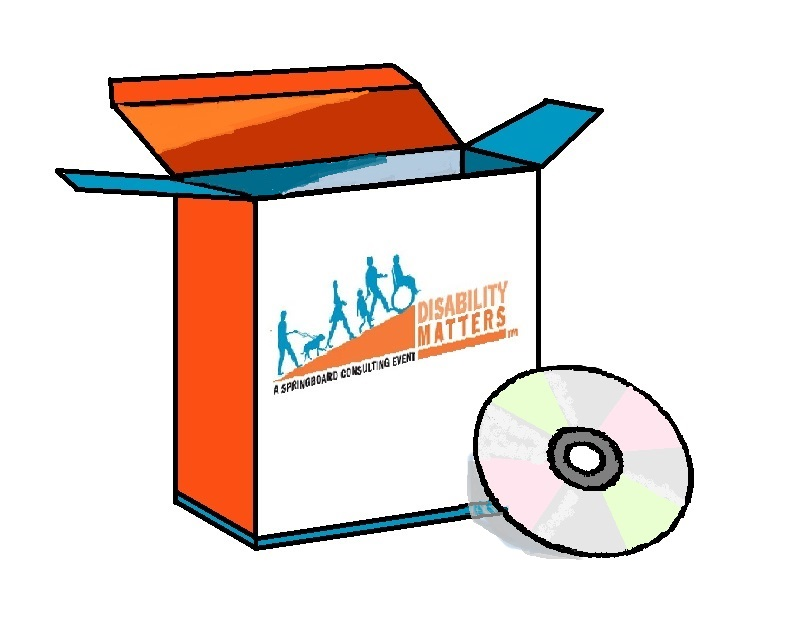 DISABILITY
MATTERS
A SPRINGBOARD CONSULTING EVENT